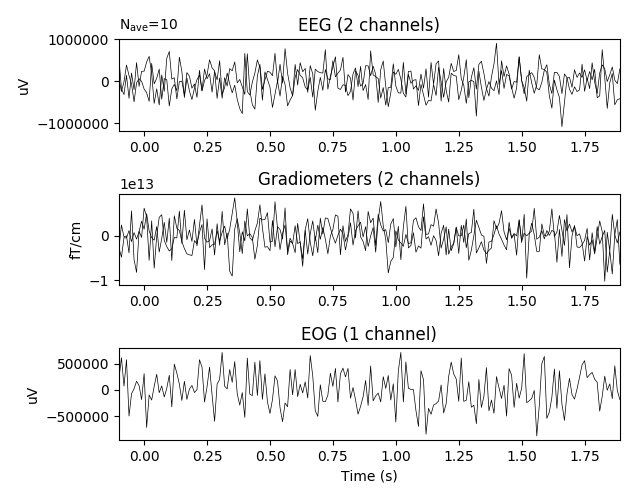 N_ave=10
EEG (2 channels)
1000000
0
−1000000
uV
0.00 0.25 0.50 0.75 1.00 1.25 1.50 1.75
1e13
Gradiometers (2 channels)
0
−1
fT/cm
0.00 0.25 0.50 0.75 1.00 1.25 1.50 1.75
EOG (1 channel)
500000
0
−500000
uV
0.00 0.25 0.50 0.75 1.00 1.25 1.50 1.75
Time (s)